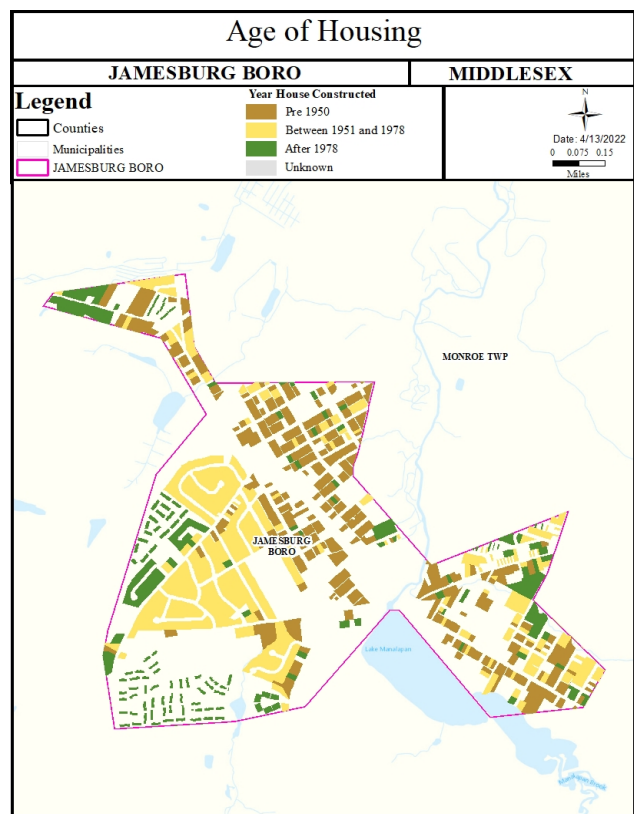 Age of Housing
JAMESBURG BORO
MIDDLESEX
Legend
Counties
Municipalities
JAMESBURG BORO
Year House Constructed
Pre 1950
Between 1951 and 1978
After 1978
Unknown
N
Date: 4/13/2022
0 0.075 0.15
Miles
MONROE TWP
JAMESBURG
BORO
Lake Manalapan
Manalapan Brook